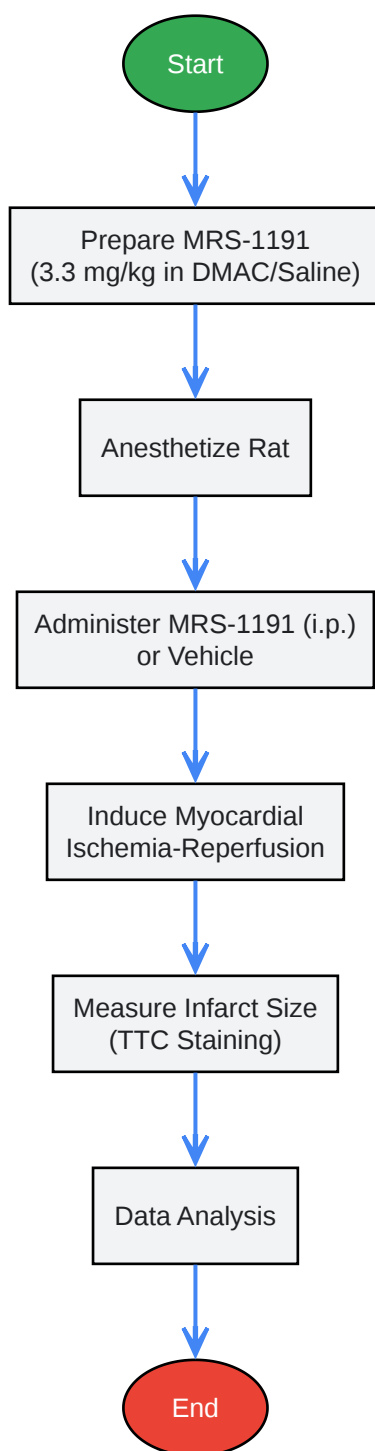 Start
Prepare MRS-1191
(3.3 mg/kg in DMAC/Saline)
Anesthetize Rat
Administer MRS-1191 (i.p.)
or Vehicle
Induce Myocardial
Ischemia-Reperfusion
Measure Infarct Size
(TTC Staining)
Data Analysis
End